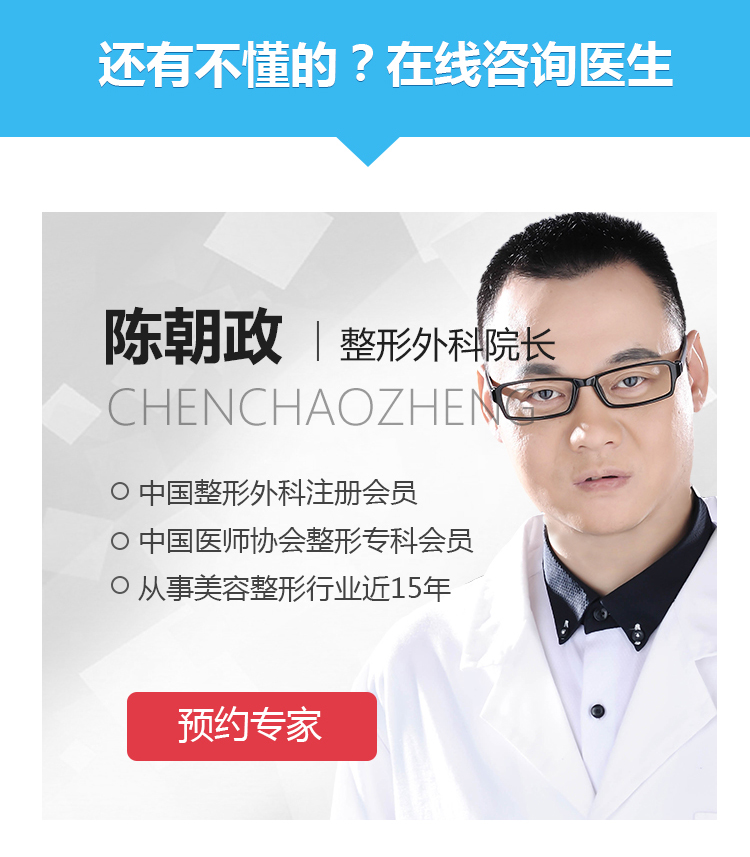 还有不懂的？在线咨询医生
陈朝政 | 整形外科院长
CHENCHAOZHENG
中国整形外科注册会员
中国医师协会整形专科会员
从事美容整形行业近15年
预约专家